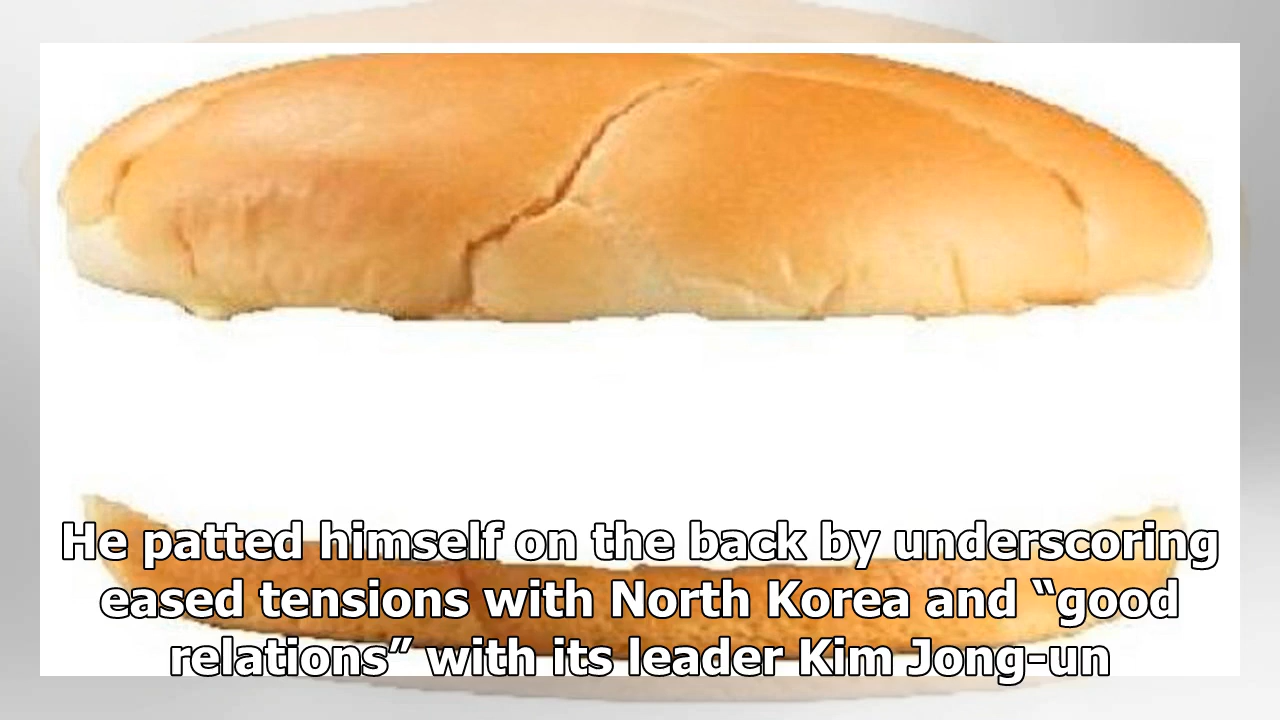 He patted himself on the back by underscoring
eased tensions with North Korea and “good
relations” with its leader Kim Jong-un